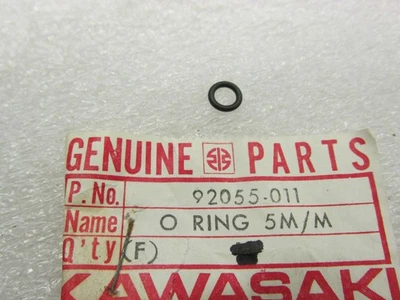 GENUINE PARTS
P. No. 92055-011
Name O RING 5M/M
Q'ty (F)
KAWASAKI